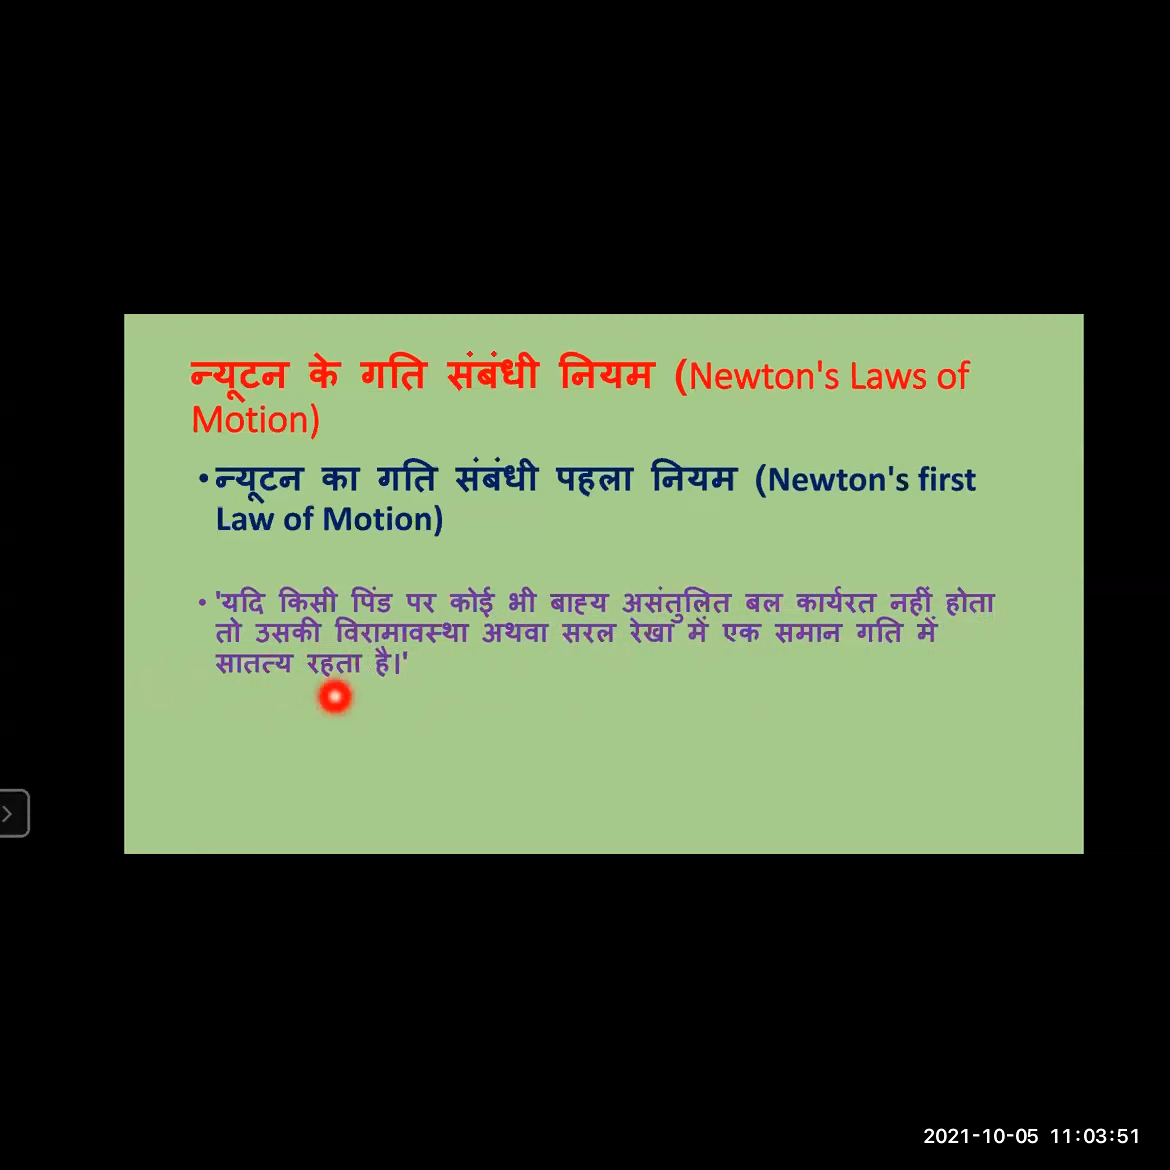 न्यूटन के गति संबंधी नियम (Newton's Laws of
Motion)
•न्यूटन का गति संबंधी पहला नियम (Newton's first
Law of Motion)
• 'यदि किसी पिंड पर कोई भी बाह्य असंतुलित बल कार्यरत नहीं होता
तो उसकी विरामावस्था अथवा सरल रेखा में एक समान गति में
सातत्य रहता है।'
2021-10-05 11:03:51